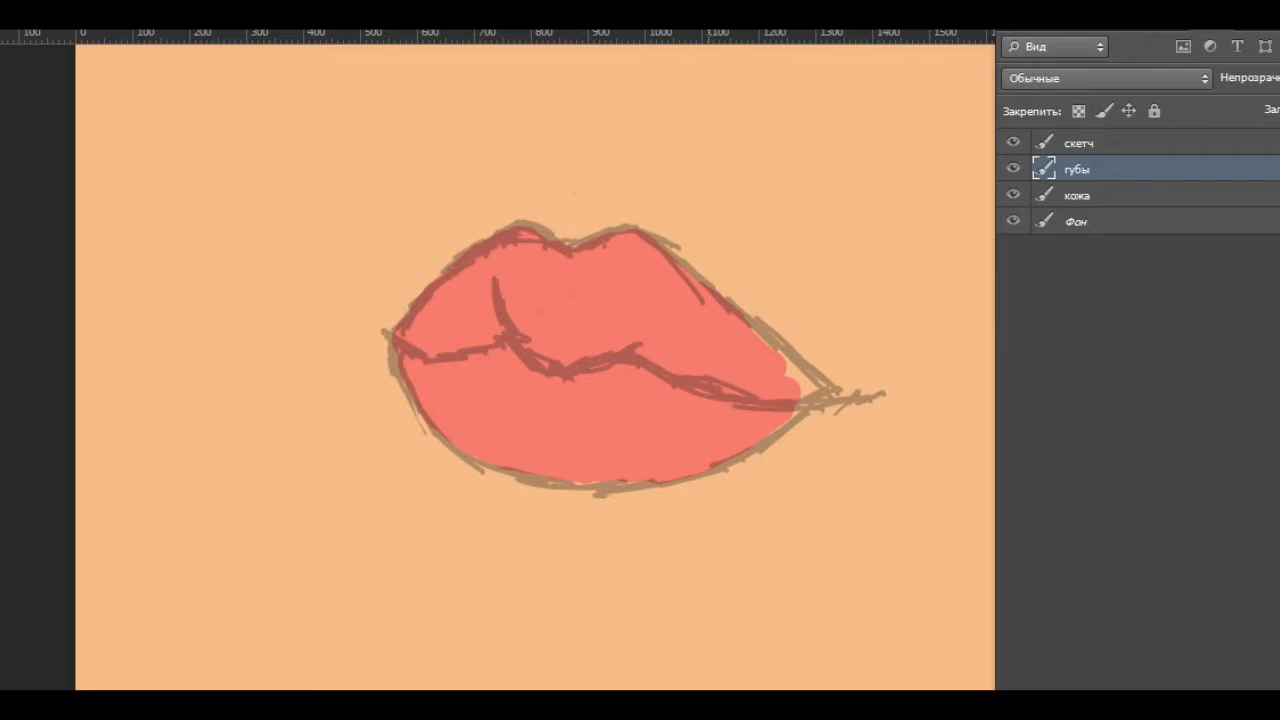 100 0 100 200 300 400 500 600 700 800 900 1000 1100 1200 1300 1400 1500
Вид
Обычные Непрозрач
Закрепить: Зал
скетч
губы
кожа
Фон